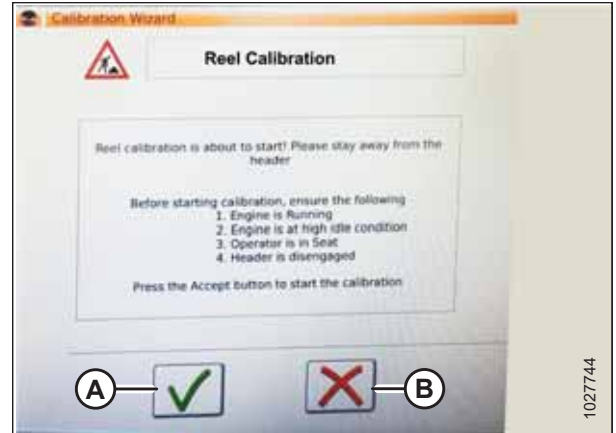 Calibration Wizard
Reel Calibration
Reel calibration is about to start! Please stay away from the
header
Before starting calibration, ensure the following
1. Engine is Running
2. Engine is at high idle condition
3. Operator is in Seat
4. Header is disengaged
Press the Accept button to start the calibration
A
B
1027744